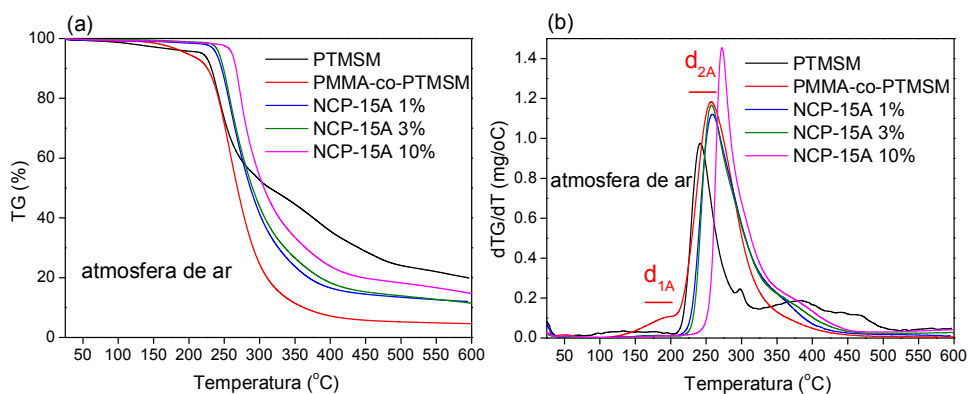 (a)
100
80
60
40
20
0
TG (%)
50 100 150 200 250 300 350 400 450 500 550 600
Temperatura (°C)
PTMSM
PMMA-co-PTMSM
NCP-15A 1%
NCP-15A 3%
NCP-15A 10%
atmosfera de ar
(b)
1.4
1.2
1.0
0.8
0.6
0.4
0.2
0.0
dTG/dT (mg/oC)
50 100 150 200 250 300 350 400 450 500 550 600
Temperatura (°C)
d2A
PTMSM
PMMA-co-PTMSM
NCP-15A 1%
NCP-15A 3%
NCP-15A 10%
atmosfera de ar
d1A